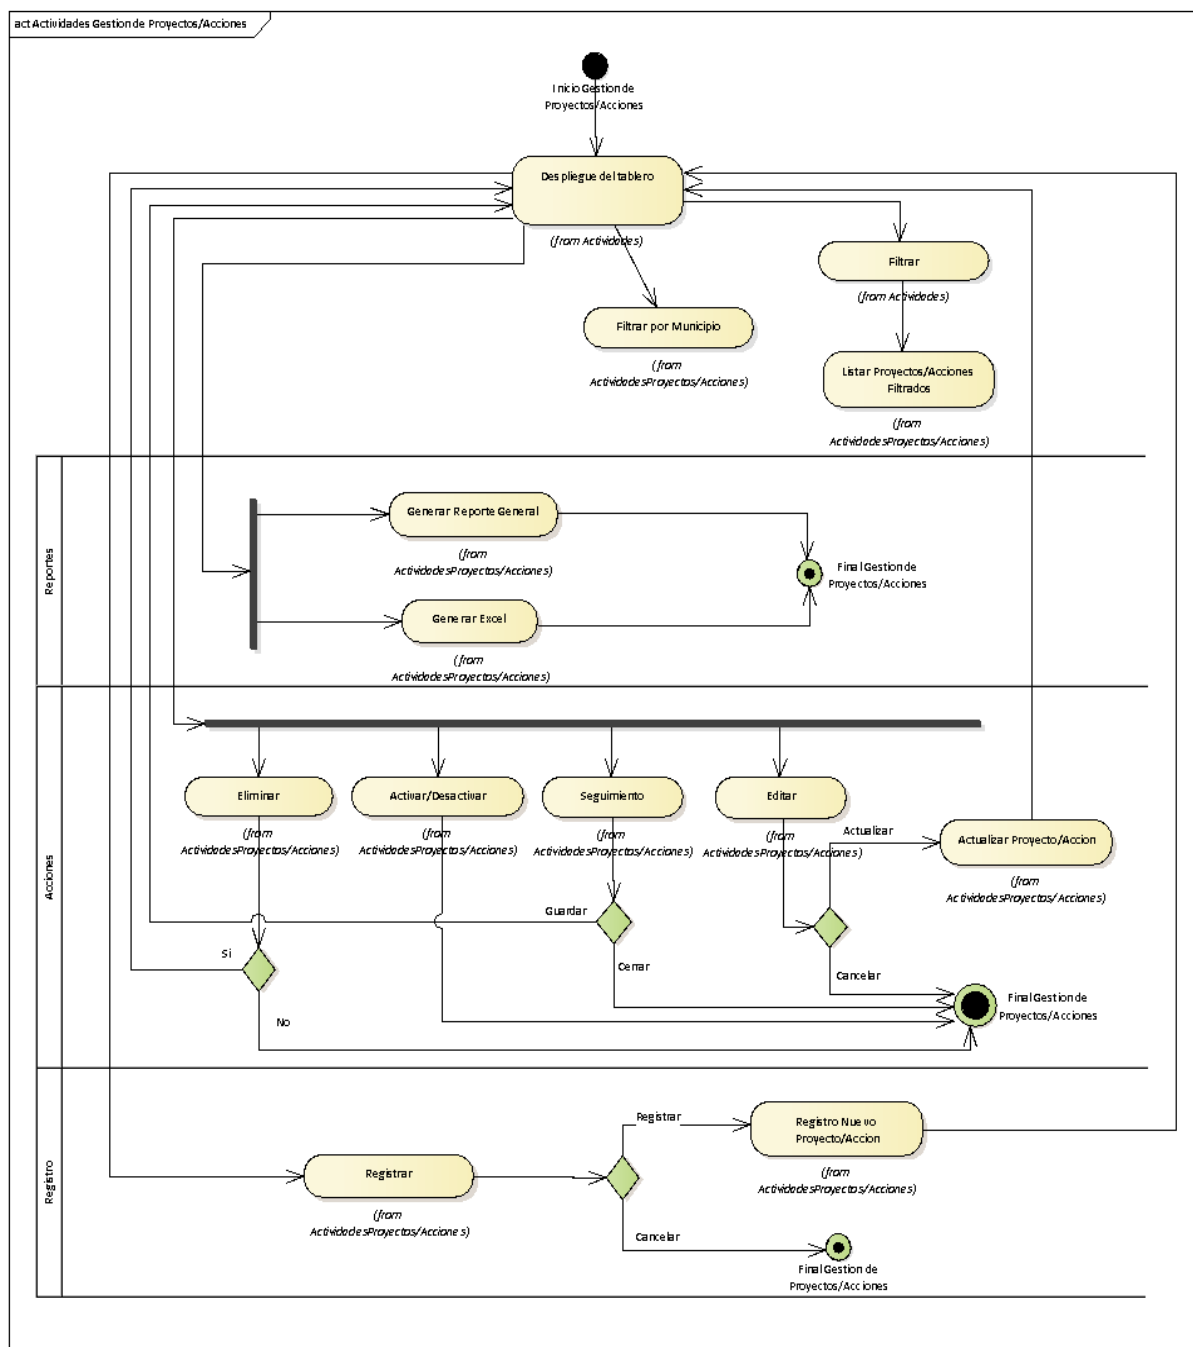 act Actividades Gestion de Proyectos/Acciones
Inicio Gestion de
Proyectos/Acciones
Despliegue del tablero
(from Actividades)
Filtrar
(from Actividades)
Filtrar por Municipio
(from
ActividadesProyectos/Acciones)
Listar Proyectos/Acciones
Filtrados
(from
ActividadesProyectos/Acciones)
Reportes
Generar Reporte General
(from
ActividadesProyectos/Acciones)
Final Gestion de
Proyectos/Acciones
Generar Excel
(from
ActividadesProyectos/Acciones)
Acciones
Eliminar
(from
ActividadesProyectos/Acciones)
Activar/Desactivar
(from
ActividadesProyectos/Acciones)
Seguimiento
(from
ActividadesProyectos/Acciones)
Editar
(from
ActividadesProyectos/Acciones)
Actualizar
Actualizar Proyecto/Accion
(from
ActividadesProyectos/Acciones)
Guardar
Si
Cerrar
Cancelar
No
Final Gestion de
Proyectos/Acciones
Registro
Registrar
(from
ActividadesProyectos/Acciones)
Registrar
Registro Nuevo
Proyecto/Accion
(from
ActividadesProyectos/Acciones)
Cancelar
Final Gestion de
Proyectos/Acciones